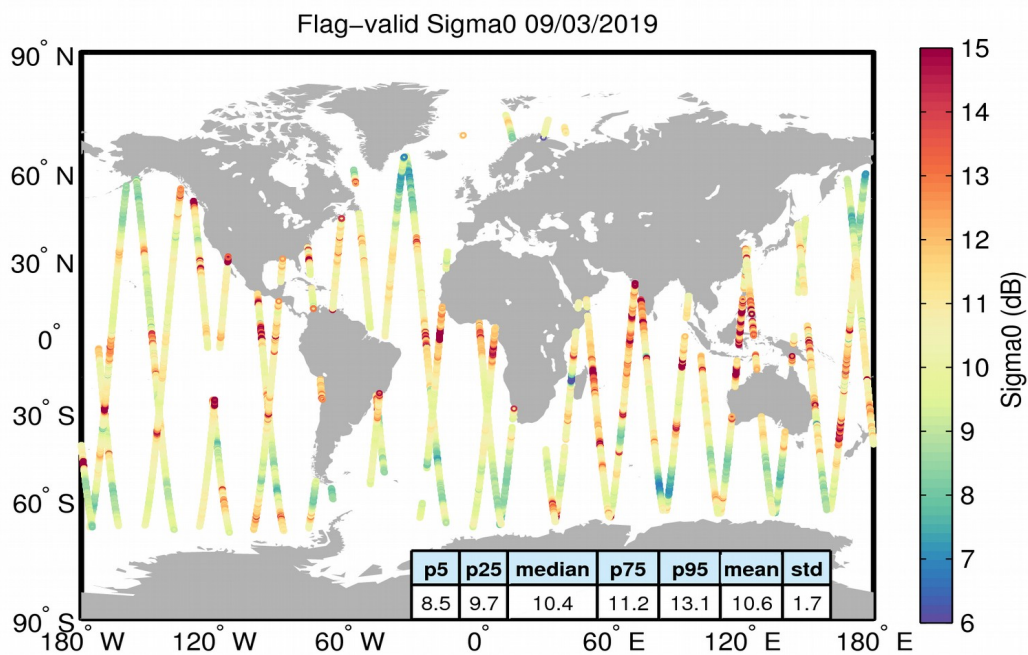 Flag-valid Sigma0 09/03/2019
90° N
60° N
30° N
0°
30° S
60° S
90° S
180° W 120° W 60° W 0° 60° E 120° E 180° E
15
14
13
12
11
10
9
8
7
6
Sigma0 (dB)
p5 p25 median p75 p95 mean std
8.5 9.7 10.4 11.2 13.1 10.6 1.7